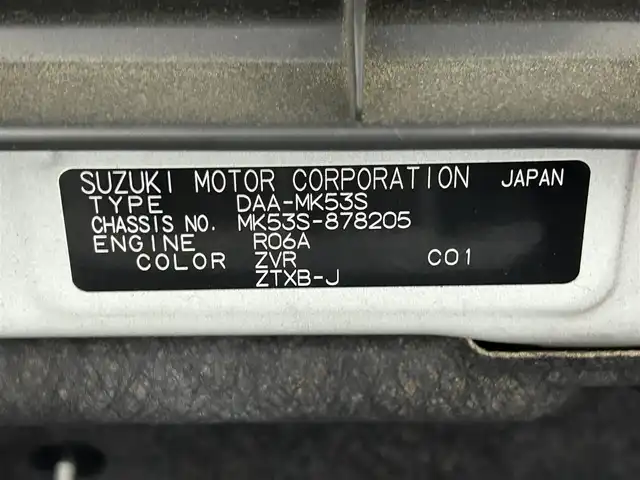 SUZUKI MOTOR CORPORATION JAPAN
TYPE DAA-MK53S
CHASSIS NO. MK53S-878205
ENGINE R06A
COLOR ZVR C01
ZTXB-J